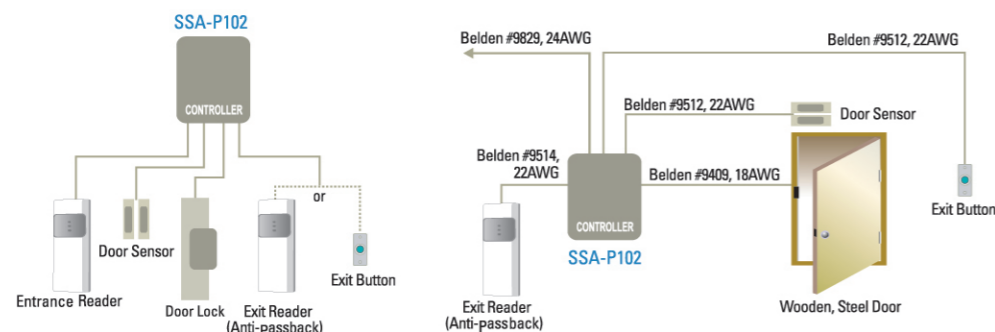 SSA-P102
CONTROLLER
or
Entrance Reader
Door Sensor
Door Lock
Exit Reader
(Anti-passback)
Exit Button
Belden #9829, 24AWG
Belden #9512, 22AWG
Belden #9512, 22AWG
Door Sensor
Belden #9514,
22AWG
Belden #9409, 18AWG
CONTROLLER
SSA-P102
Exit Button
Exit Reader
(Anti-passback)
Wooden, Steel Door